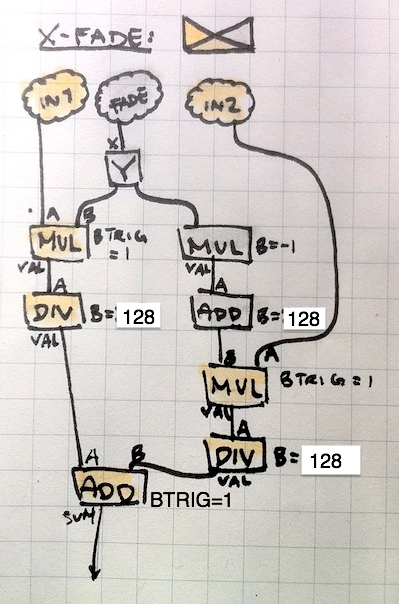 X-FADE:
IN1 FADE IN2
X
Y
A B
MUL BTRIG =1 MUL B=-1
VAL VAL
A A
DIV B= 128 ADD B= 128
VAL
B A
MUL BTRIG=1
VAL
A
DIV B= 128
VAL
A B
ADD BTRIG=1
SUM